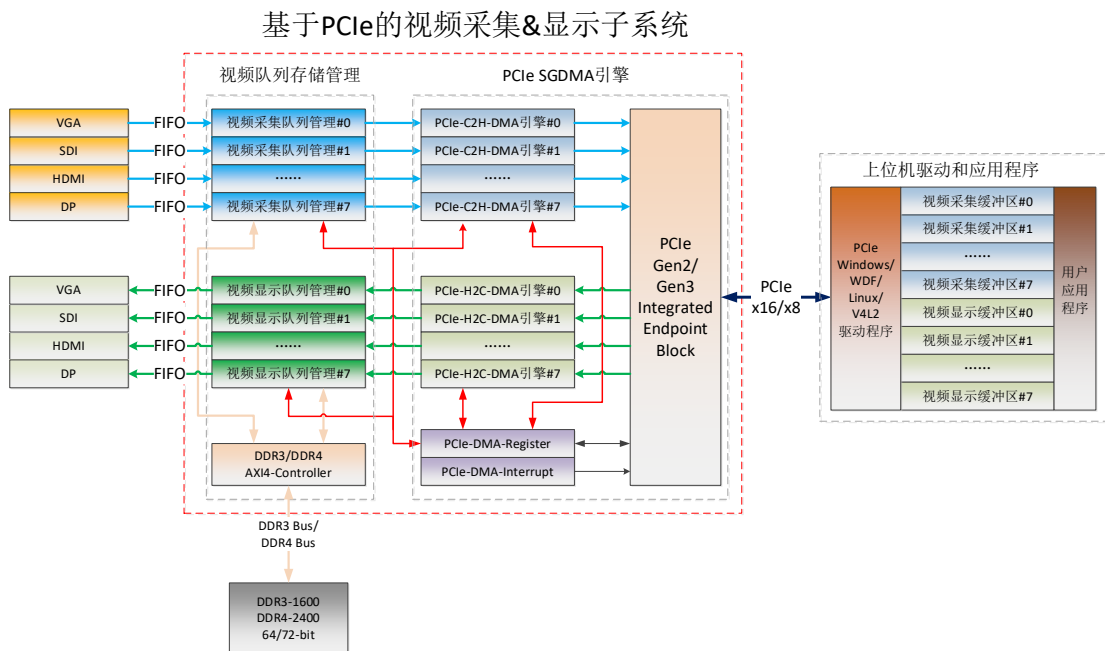 基于PCIe的视频采集&显示子系统
视频队列存储管理
PCIe SGDMA引擎
VGA
SDI
HDMI
DP
FIFO
FIFO
FIFO
FIFO
视频采集队列管理#0
视频采集队列管理#1
......
视频采集队列管理#7
PCIe-C2H-DMA引擎#0
PCIe-C2H-DMA引擎#1
......
PCIe-C2H-DMA引擎#7
VGA
SDI
HDMI
DP
FIFO
FIFO
FIFO
FIFO
视频显示队列管理#0
视频显示队列管理#1
......
视频显示队列管理#7
PCIe-H2C-DMA引擎#0
PCIe-H2C-DMA引擎#1
......
PCIe-H2C-DMA引擎#7
DDR3/DDR4
AXI4-Controller
PCIe-DMA-Register
PCIe-DMA-Interrupt
PCIe
Gen2/
Gen3
Integrated
Endpoint
Block
DDR3 Bus/
DDR4 Bus
DDR3-1600
DDR4-2400
64/72-bit
PCIe
x16/x8
上位机驱动和应用程序
PCIe
Windows/
WDF/
Linux/
V4L2
驱动程序
视频采集缓冲区#0
视频采集缓冲区#1
......
视频采集缓冲区#7
视频显示缓冲区#0
视频显示缓冲区#1
......
视频显示缓冲区#7
用户
应用
程序